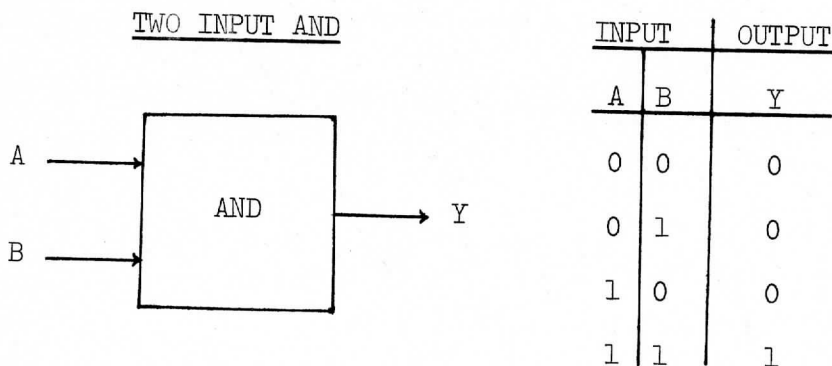 TWO INPUT AND
A
B
AND
Y
INPUT OUTPUT
A B Y
0 0 0
0 1 0
1 0 0
1 1 1